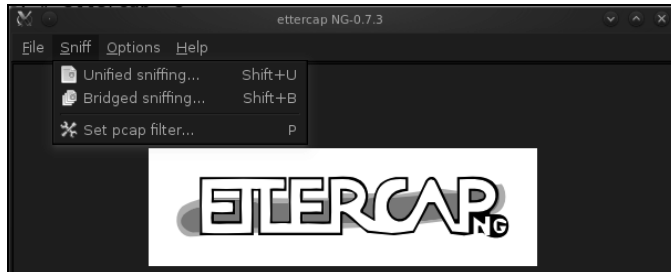 ettercap NG-0.7.3
File Sniff Options Help
Unified sniffing... Shift+U
Bridged sniffing... Shift+B
Set pcap filter... P
ETTERCAP
NG